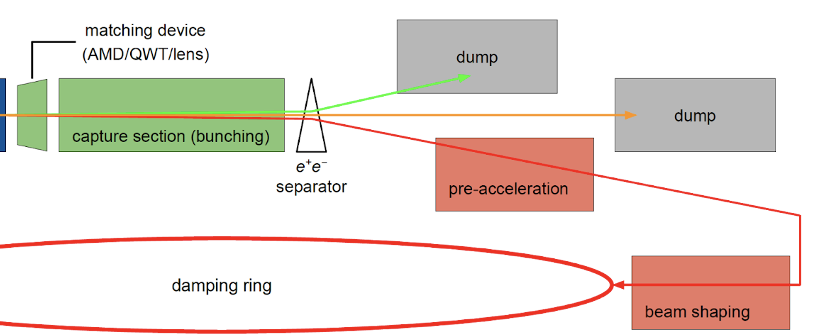 matching device
(AMD/QWT/lens)
dump
dump
capture section (bunching)
e⁺e⁻
separator
pre-acceleration
damping ring
beam shaping